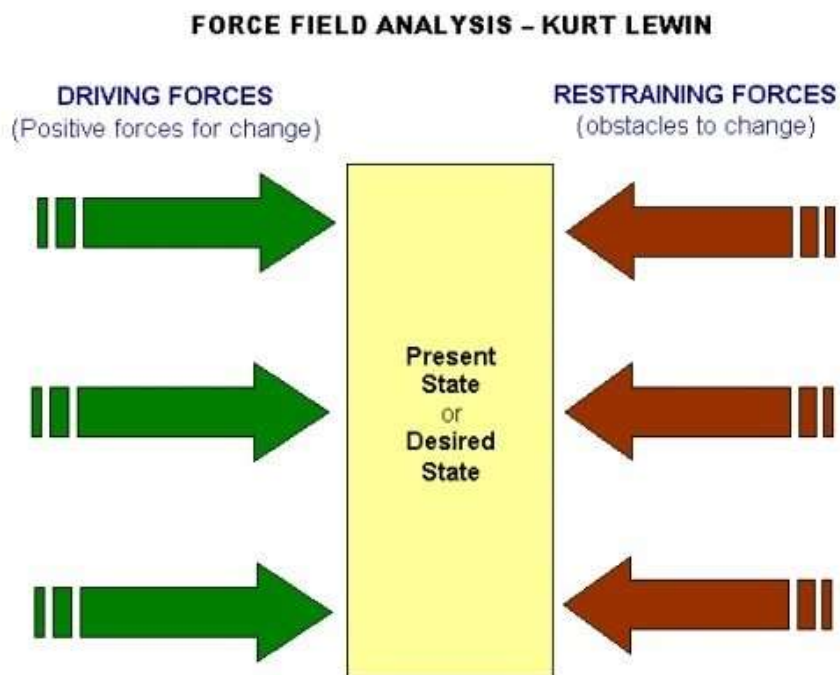 FORCE FIELD ANALYSIS – KURT LEWIN
DRIVING FORCES
(Positive forces for change)
RESTRAINING FORCES
(obstacles to change)
Present
State
or
Desired
State